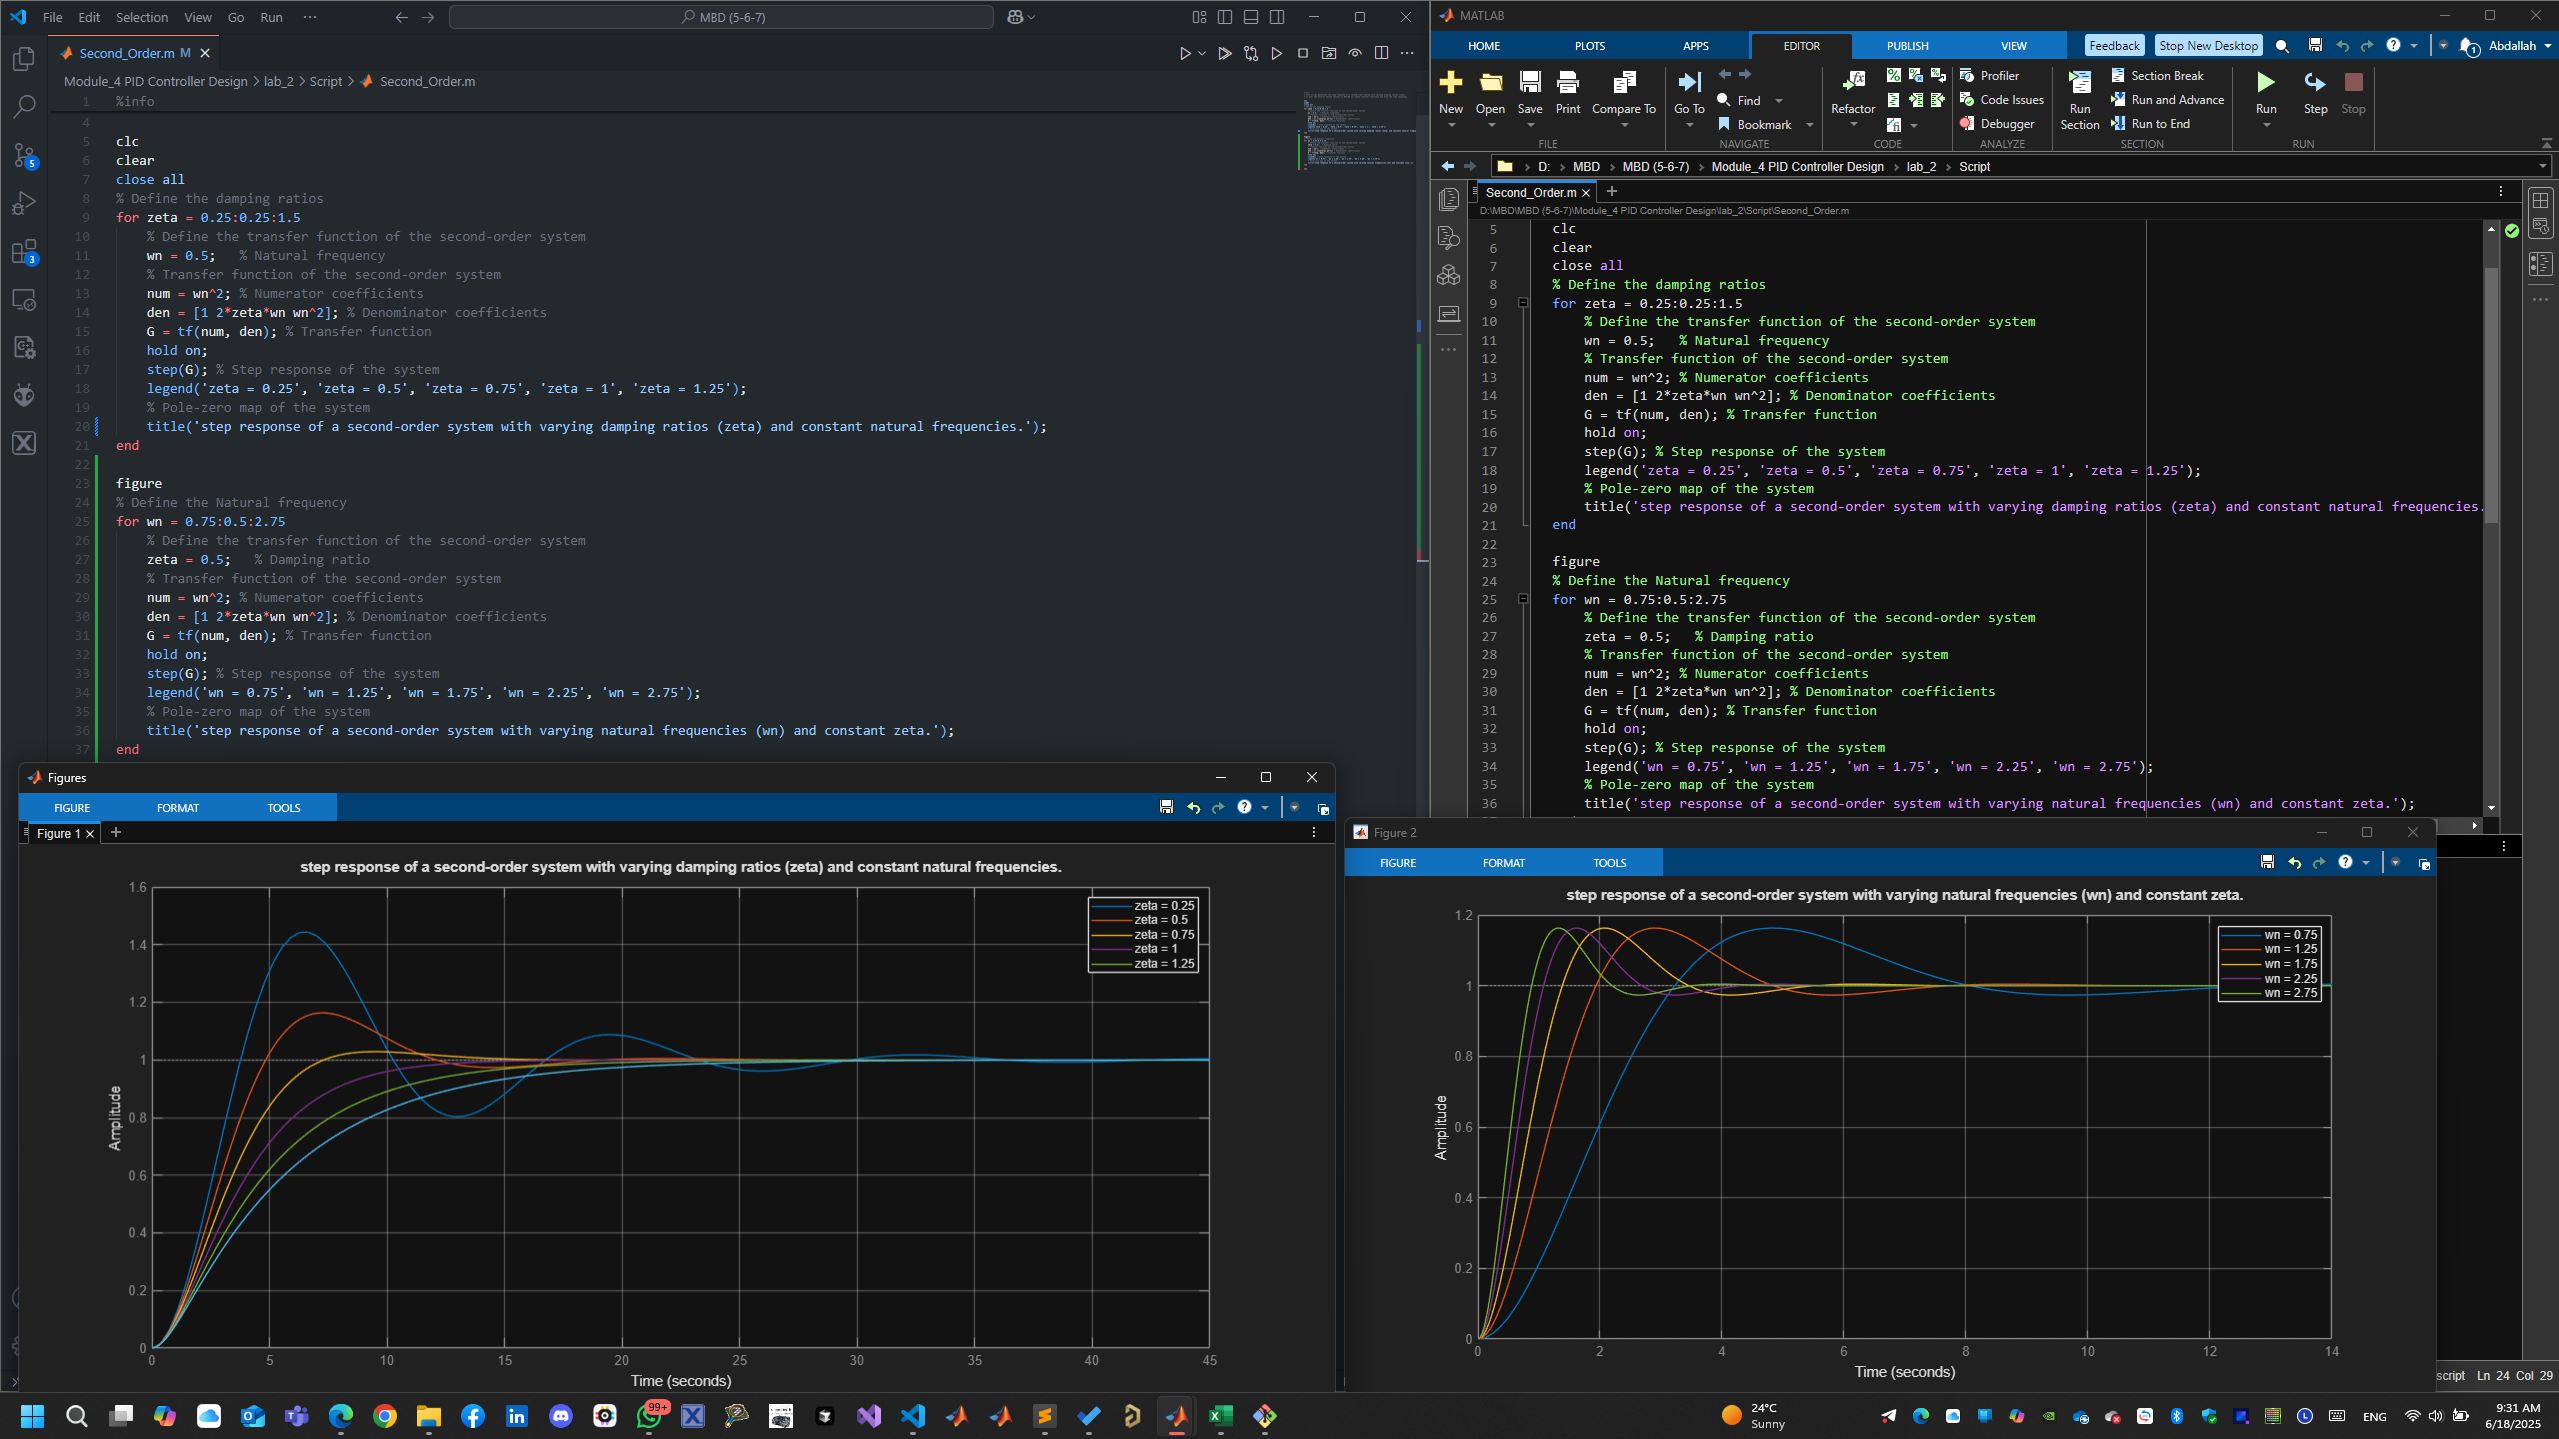 File Edit Selection View Go Run ··· MBD (5-6-7)
Second_Order.m M
Module_4 PID Controller Design > lab_2 > Script > Second_Order.m
1 %info
4
5 clc
6 clear
7 close all
8 % Define the damping ratios
9 for zeta = 0.25:0.25:1.5
10 % Define the transfer function of the second-order system
11 wn = 0.5; % Natural frequency
12 % Transfer function of the second-order system
13 num = wn^2; % Numerator coefficients
14 den = [1 2*zeta*wn wn^2]; % Denominator coefficients
15 G = tf(num, den); % Transfer function
16 hold on;
17 step(G); % Step response of the system
18 legend('zeta = 0.25', 'zeta = 0.5', 'zeta = 0.75', 'zeta = 1', 'zeta = 1.25');
19 % Pole-zero map of the system
20 title('step response of a second-order system with varying damping ratios (zeta) and constant natural frequencies.');
21 end
22
23 figure
24 % Define the Natural frequency
25 for wn = 0.75:0.5:2.75
26 % Define the transfer function of the second-order system
27 zeta = 0.5; % Damping ratio
28 % Transfer function of the second-order system
29 num = wn^2; % Numerator coefficients
30 den = [1 2*zeta*wn wn^2]; % Denominator coefficients
31 G = tf(num, den); % Transfer function
32 hold on;
33 step(G); % Step response of the system
34 legend('wn = 0.75', 'wn = 1.25', 'wn = 1.75', 'wn = 2.25', 'wn = 2.75');
35 % Pole-zero map of the system
36 title('step response of a second-order system with varying natural frequencies (wn) and constant zeta.');
37 end
5
3
MATLAB
HOME PLOTS APPS EDITOR PUBLISH VIEW Feedback Stop New Desktop 1 Abdallah
New Open Save Print Compare To
FILE
Go To Find Bookmark
NAVIGATE
Refactor
CODE
Profiler
Code Issues
Debugger
ANALYZE
Run Section
Section Break
Run and Advance
Run to End
SECTION
Run Step Stop
RUN
D: › MBD › MBD (5-6-7) › Module_4 PID Controller Design › lab_2 › Script
Second_Order.m
D:\MBD\MBD (5-6-7)\Module_4 PID Controller Design\lab_2\Script\Second_Order.m
5 clc
6 clear
7 close all
8 % Define the damping ratios
9 for zeta = 0.25:0.25:1.5
10 % Define the transfer function of the second-order system
11 wn = 0.5; % Natural frequency
12 % Transfer function of the second-order system
13 num = wn^2; % Numerator coefficients
14 den = [1 2*zeta*wn wn^2]; % Denominator coefficients
15 G = tf(num, den); % Transfer function
16 hold on;
17 step(G); % Step response of the system
18 legend('zeta = 0.25', 'zeta = 0.5', 'zeta = 0.75', 'zeta = 1', 'zeta = 1.25');
19 % Pole-zero map of the system
20 title('step response of a second-order system with varying damping ratios (zeta) and constant natural frequencies.
21 end
22
23 figure
24 % Define the Natural frequency
25 for wn = 0.75:0.5:2.75
26 % Define the transfer function of the second-order system
27 zeta = 0.5; % Damping ratio
28 % Transfer function of the second-order system
29 num = wn^2; % Numerator coefficients
30 den = [1 2*zeta*wn wn^2]; % Denominator coefficients
31 G = tf(num, den); % Transfer function
32 hold on;
33 step(G); % Step response of the system
34 legend('wn = 0.75', 'wn = 1.25', 'wn = 1.75', 'wn = 2.25', 'wn = 2.75');
35 % Pole-zero map of the system
36 title('step response of a second-order system with varying natural frequencies (wn) and constant zeta.');
Figures
FIGURE FORMAT TOOLS
Figure 1
step response of a second-order system with varying damping ratios (zeta) and constant natural frequencies.
zeta = 0.25
zeta = 0.5
zeta = 0.75
zeta = 1
zeta = 1.25
1.6
1.4
1.2
1
0.8
0.6
0.4
0.2
0
Amplitude
0 5 10 15 20 25 30 35 40 45
Time (seconds)
Figure 2
FIGURE FORMAT TOOLS
step response of a second-order system with varying natural frequencies (wn) and constant zeta.
wn = 0.75
wn = 1.25
wn = 1.75
wn = 2.25
wn = 2.75
1.2
1
0.8
0.6
0.4
0.2
0
Amplitude
0 2 4 6 8 10 12 14
Time (seconds)
script Ln 24 Col 29
99+
24°C
Sunny
ENG
9:31 AM
6/18/2025